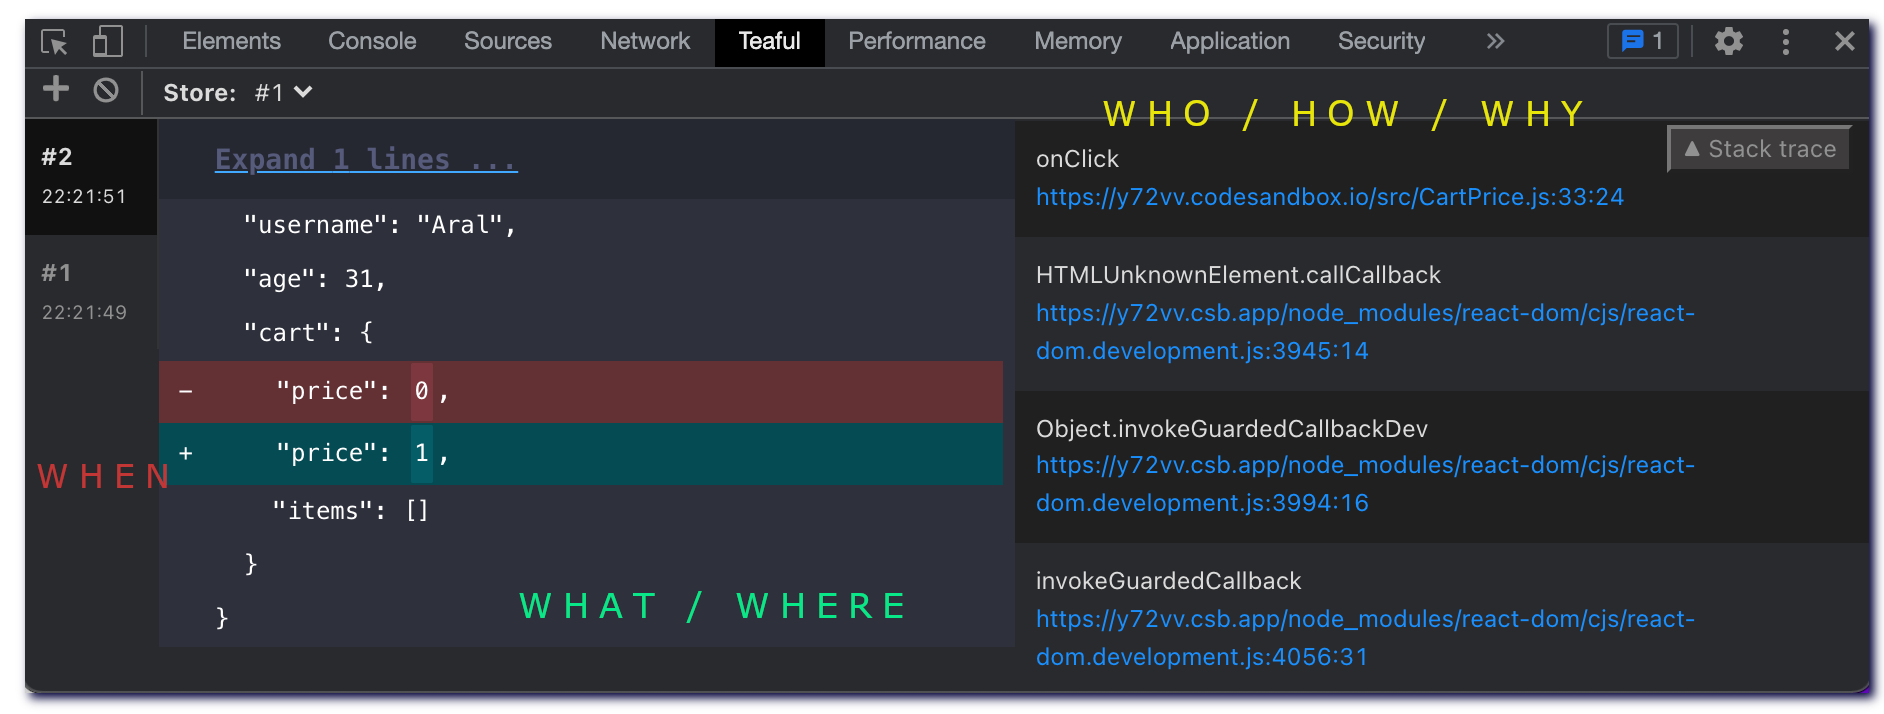 Elements Console Sources Network Teaful Performance Memory Application Security » 1
Store: #1
WHO / HOW / WHY
#2
22:21:51
#1
22:21:49
WHEN
Expand 1 lines ...
"username": "Aral",
"age": 31,
"cart": {
- "price": 0,
+ "price": 1,
"items": []
}
}
WHAT / WHERE
▲ Stack trace
onClick
https://y72vv.codesandbox.io/src/CartPrice.js:33:24
HTMLUnknownElement.callCallback
https://y72vv.csb.app/node_modules/react-dom/cjs/react-
dom.development.js:3945:14
Object.invokeGuardedCallbackDev
https://y72vv.csb.app/node_modules/react-dom/cjs/react-
dom.development.js:3994:16
invokeGuardedCallback
https://y72vv.csb.app/node_modules/react-dom/cjs/react-
dom.development.js:4056:31